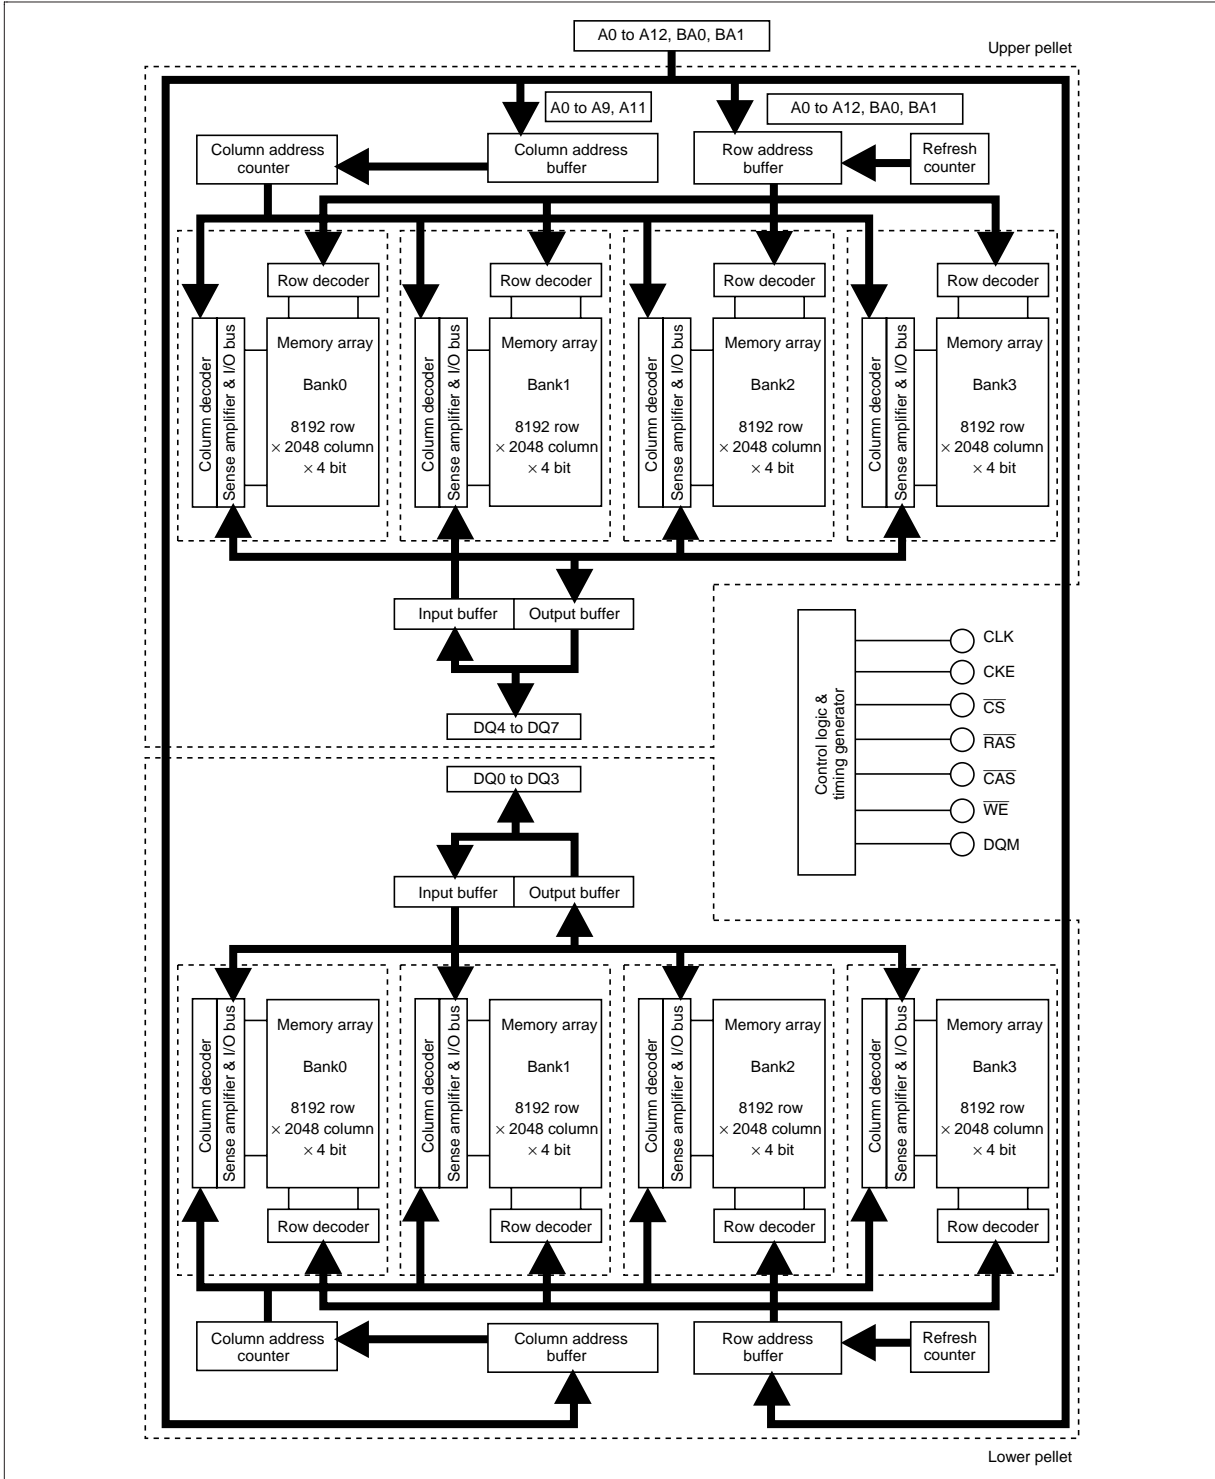 A0 to A12, BA0, BA1
Upper pellet
A0 to A9, A11
A0 to A12, BA0, BA1
Column address
counter
Column address
buffer
Row address
buffer
Refresh
counter
Row decoder
Row decoder
Row decoder
Row decoder
Column decoder
Sense amplifier & I/O bus
Memory array
Bank0
8192 row
× 2048 column
× 4 bit
Column decoder
Sense amplifier & I/O bus
Memory array
Bank1
8192 row
× 2048 column
× 4 bit
Column decoder
Sense amplifier & I/O bus
Memory array
Bank2
8192 row
× 2048 column
× 4 bit
Column decoder
Sense amplifier & I/O bus
Memory array
Bank3
8192 row
× 2048 column
× 4 bit
Input buffer
Output buffer
DQ4 to DQ7
Control logic &
timing generator
CLK
CKE
C̅S̅
R̅A̅S̅
C̅A̅S̅
W̅E̅
DQM
DQ0 to DQ3
Input buffer
Output buffer
Column decoder
Sense amplifier & I/O bus
Memory array
Bank0
8192 row
× 2048 column
× 4 bit
Column decoder
Sense amplifier & I/O bus
Memory array
Bank1
8192 row
× 2048 column
× 4 bit
Column decoder
Sense amplifier & I/O bus
Memory array
Bank2
8192 row
× 2048 column
× 4 bit
Column decoder
Sense amplifier & I/O bus
Memory array
Bank3
8192 row
× 2048 column
× 4 bit
Row decoder
Row decoder
Row decoder
Row decoder
Column address
counter
Column address
buffer
Row address
buffer
Refresh
counter
Lower pellet